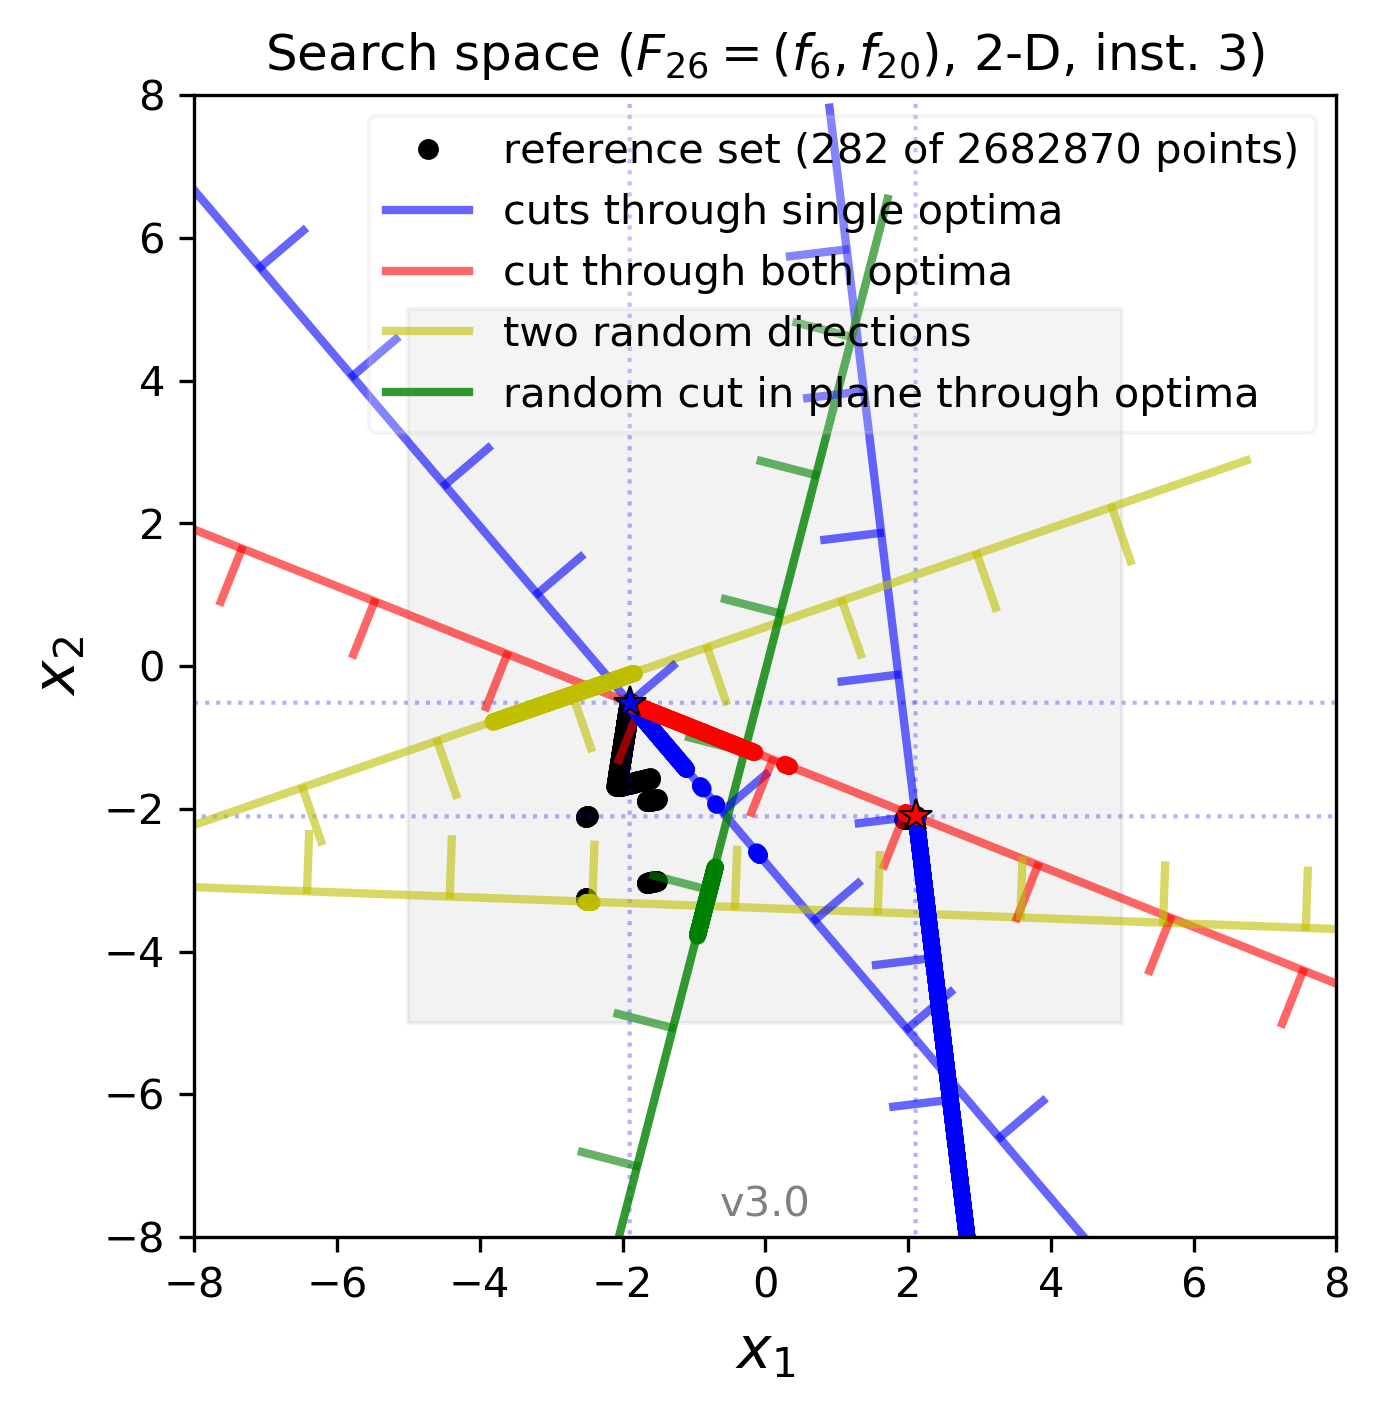 Search space (F26 = (f6, f20), 2-D, inst. 3)
reference set (282 of 2682870 points)
cuts through single optima
cut through both optima
two random directions
random cut in plane through optima
8
6
4
2
0
−2
−4
−6
−8
x2
v3.0
−8 −6 −4 −2 0 2 4 6 8
x1